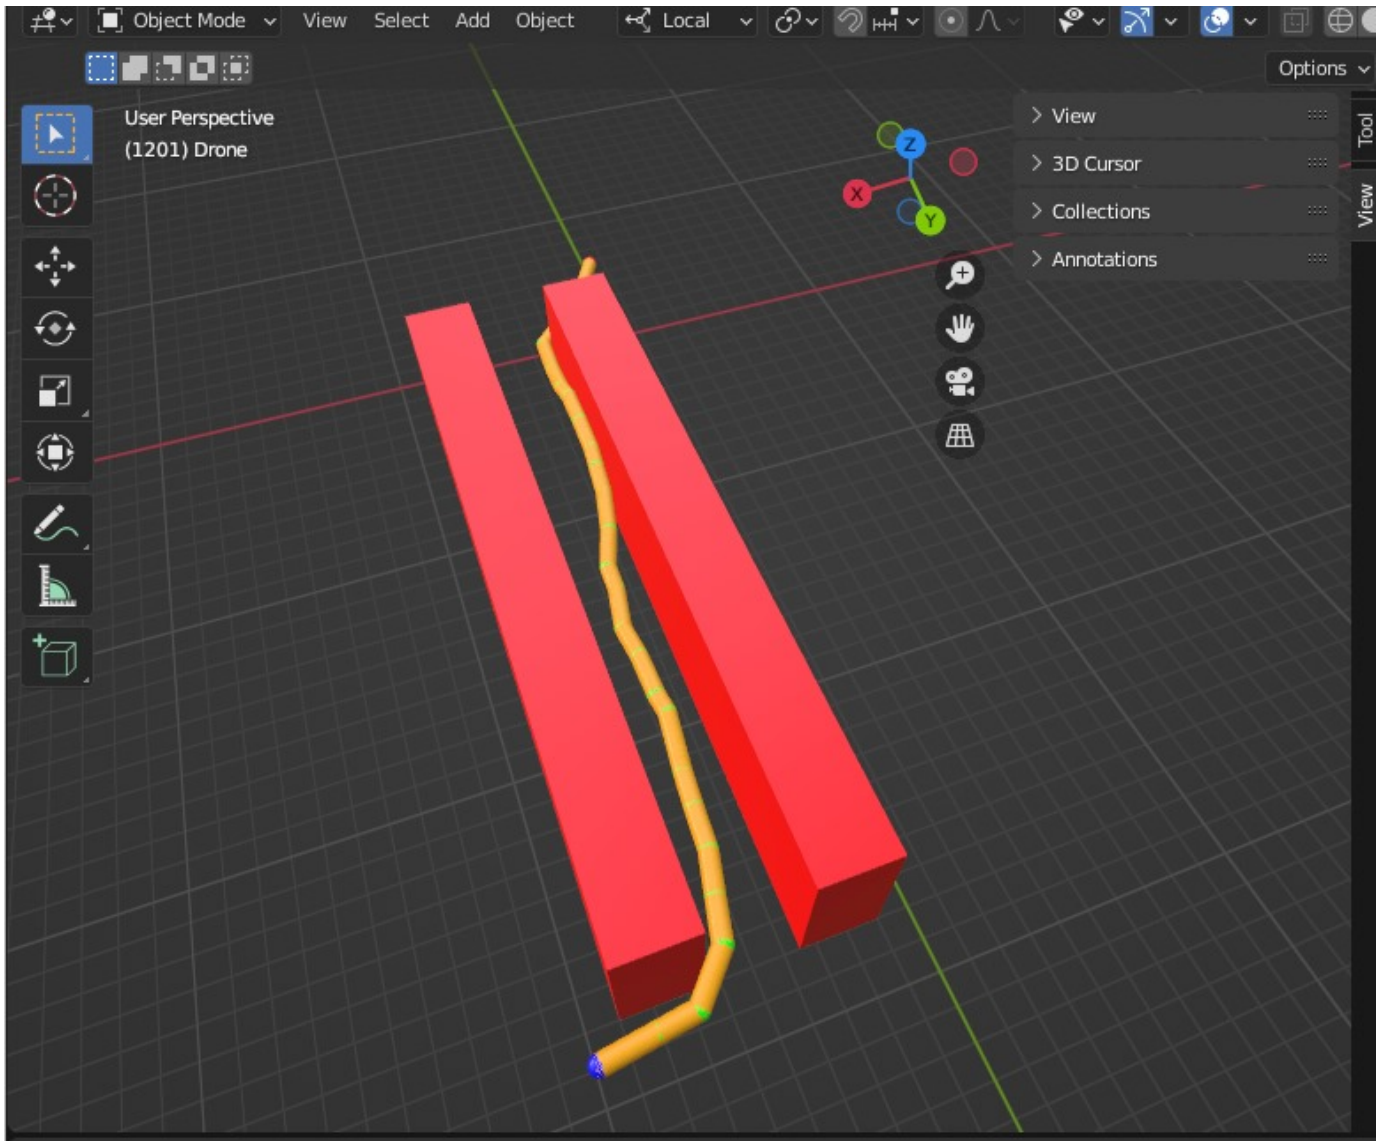 Object Mode View Select Add Object Local
Options
User Perspective
(1201) Drone
View
3D Cursor
Collections
Annotations
Z
X
Y
Tool
View